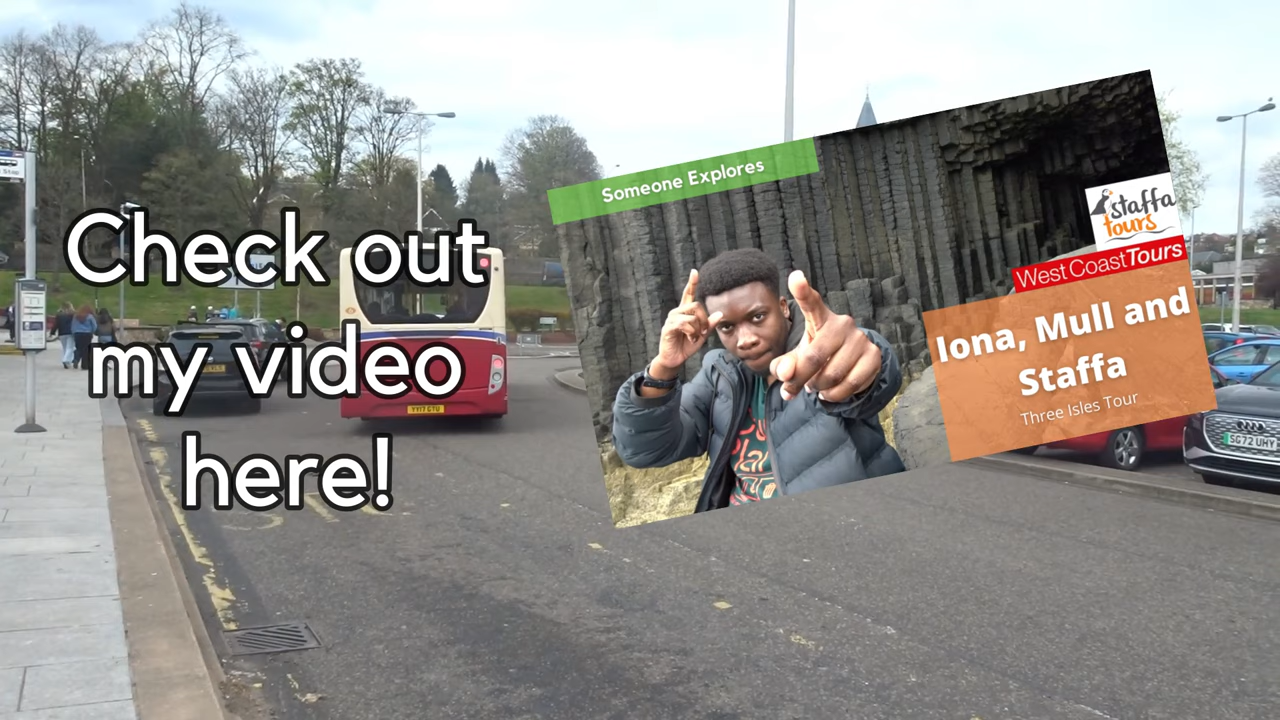 Check out
my video
here!
Someone Explores
staffa
tours
West Coast Tours
Iona, Mull and
Staffa
Three Isles Tour
YY17 GTU
SG72 UHY